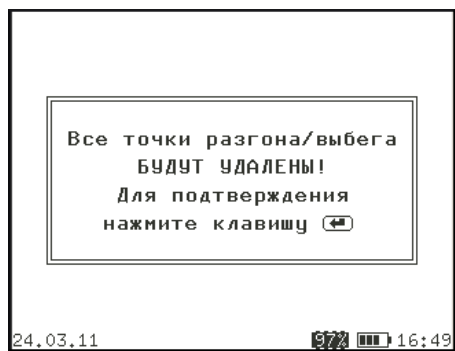 Все точки разгона/выбега
БУДУТ УДАЛЕНЫ!
Для подтверждения
нажмите клавишу
24.03.11 97% 16:49